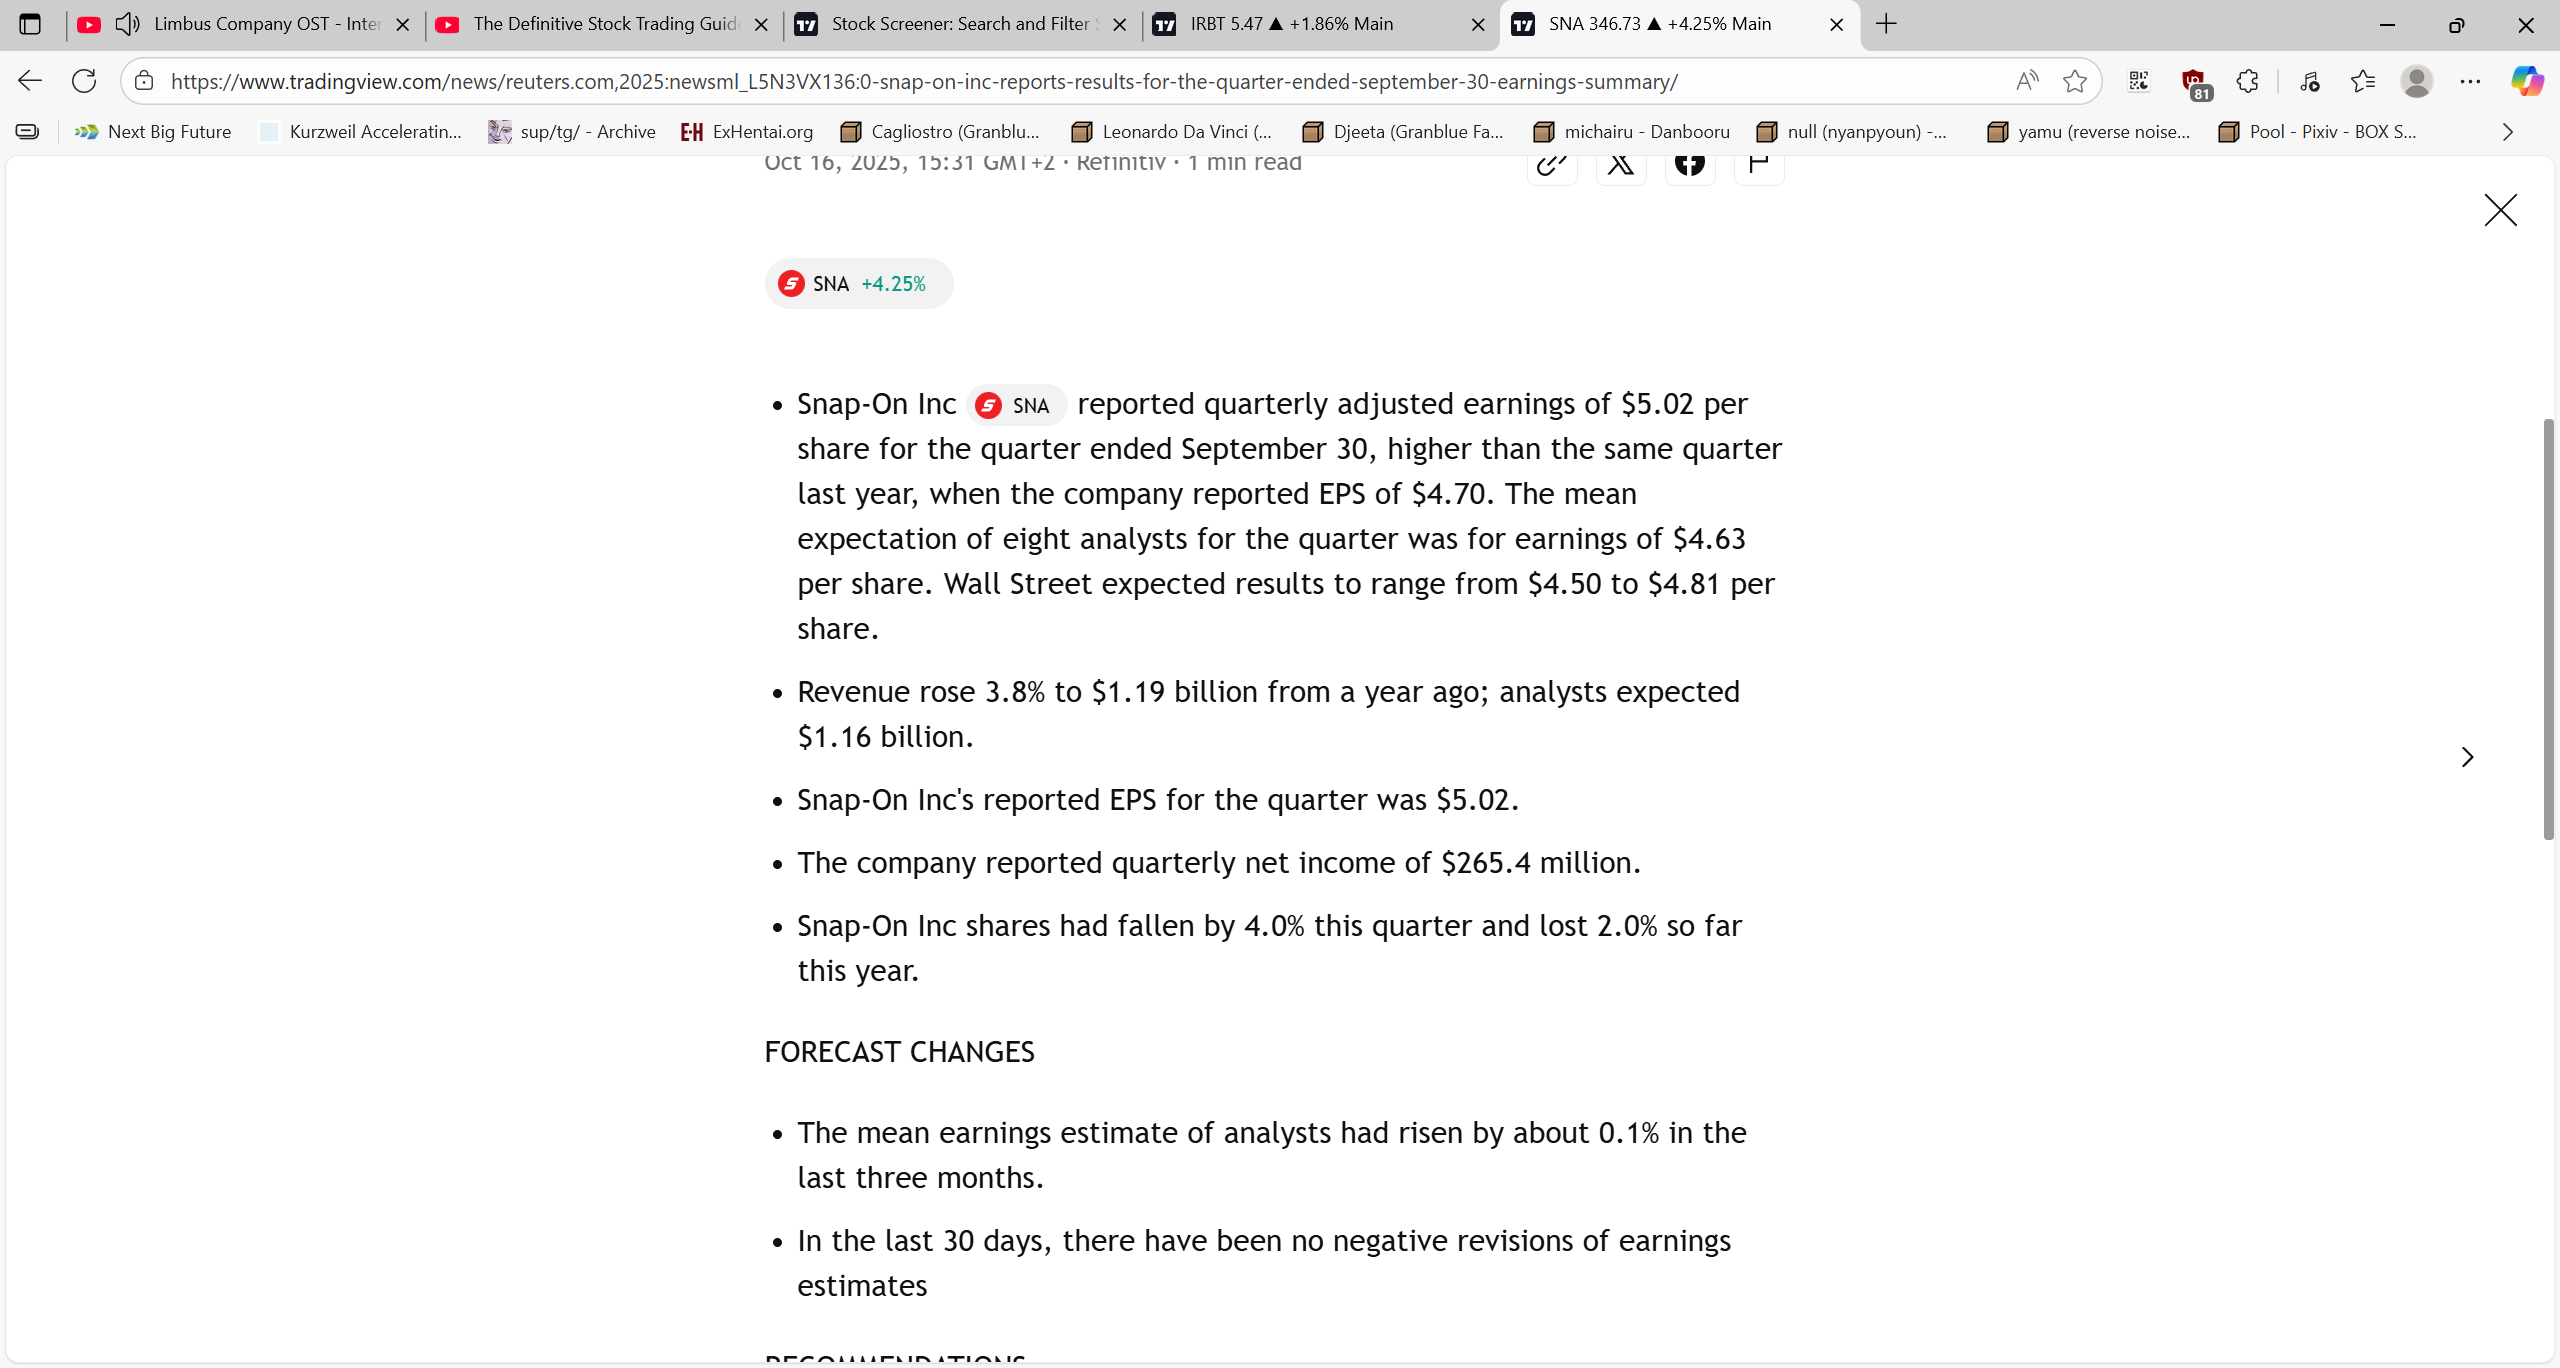 Limbus Company OST - Inter
The Definitive Stock Trading Guid
Stock Screener: Search and Filter S
IRBT 5.47 ▲ +1.86% Main
SNA 346.73 ▲ +4.25% Main
https://www.tradingview.com/news/reuters.com,2025:newsml_L5N3VX136:0-snap-on-inc-reports-results-for-the-quarter-ended-september-30-earnings-summary/
81
Next Big Future
Kurzweil Acceleratin...
sup/tg/ - Archive
E-H ExHentai.org
Cagliostro (Granblu...
Leonardo Da Vinci (...
Djeeta (Granblue Fa...
michairu - Danbooru
null (nyanpyoun) -...
yamu (reverse noise...
Pool - Pixiv - BOX S...
Oct 16, 2025, 15:31 GMT+2 · Refinitiv · 1 min read
SNA +4.25%
• Snap-On Inc SNA reported quarterly adjusted earnings of $5.02 per
share for the quarter ended September 30, higher than the same quarter
last year, when the company reported EPS of $4.70. The mean
expectation of eight analysts for the quarter was for earnings of $4.63
per share. Wall Street expected results to range from $4.50 to $4.81 per
share.
• Revenue rose 3.8% to $1.19 billion from a year ago; analysts expected
$1.16 billion.
• Snap-On Inc's reported EPS for the quarter was $5.02.
• The company reported quarterly net income of $265.4 million.
• Snap-On Inc shares had fallen by 4.0% this quarter and lost 2.0% so far
this year.
FORECAST CHANGES
• The mean earnings estimate of analysts had risen by about 0.1% in the
last three months.
• In the last 30 days, there have been no negative revisions of earnings
estimates
RECOMMENDATIONS